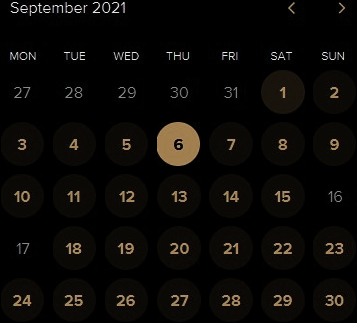 September 2021 < >
MON TUE WED THU FRI SAT SUN
27 28 29 30 31 1 2
3 4 5 6 7 8 9
10 11 12 13 14 15 16
17 18 19 20 21 22 23
24 25 26 27 28 29 30